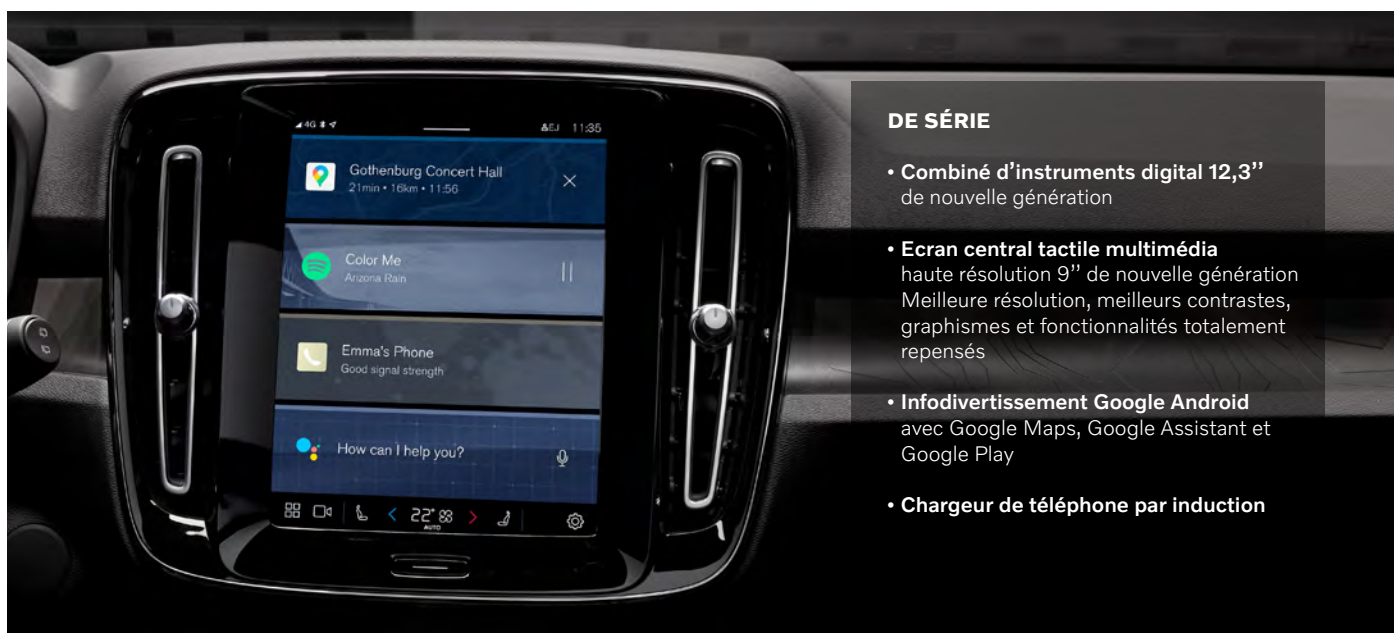 4G
EJ 11:35
Gothenburg Concert Hall
21min • 16km • 11:56
Color Me
Arizona Rain
Emma's Phone
Good signal strength
How can I help you?
22°
AUTO
DE SÉRIE
• Combiné d’instruments digital 12,3’’
de nouvelle génération
• Ecran central tactile multimédia
haute résolution 9’’ de nouvelle génération
Meilleure résolution, meilleurs contrastes,
graphismes et fonctionnalités totalement
repensés
• Infodivertissement Google Android
avec Google Maps, Google Assistant et
Google Play
• Chargeur de téléphone par induction